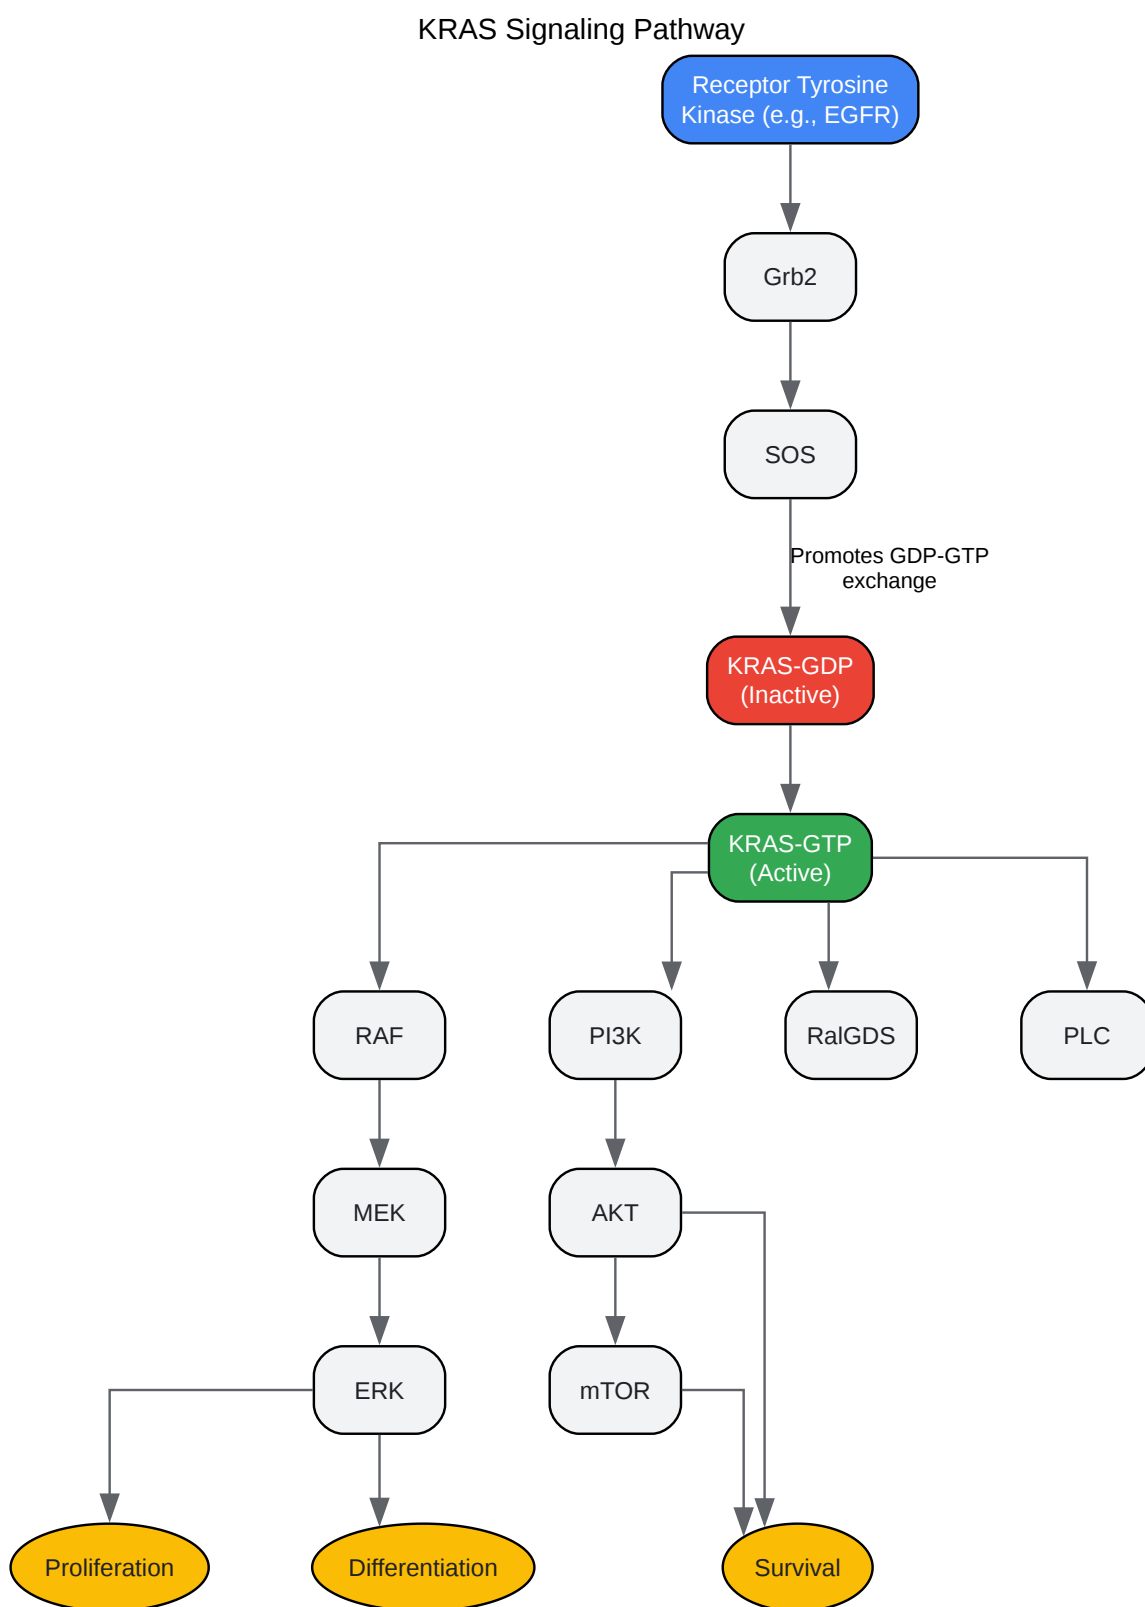 KRAS Signaling Pathway
Receptor Tyrosine
Kinase (e.g., EGFR)
Grb2
SOS
Promotes GDP-GTP
exchange
KRAS-GDP
(Inactive)
KRAS-GTP
(Active)
RAF
PI3K
RalGDS
PLC
MEK
AKT
ERK
mTOR
Proliferation
Differentiation
Survival